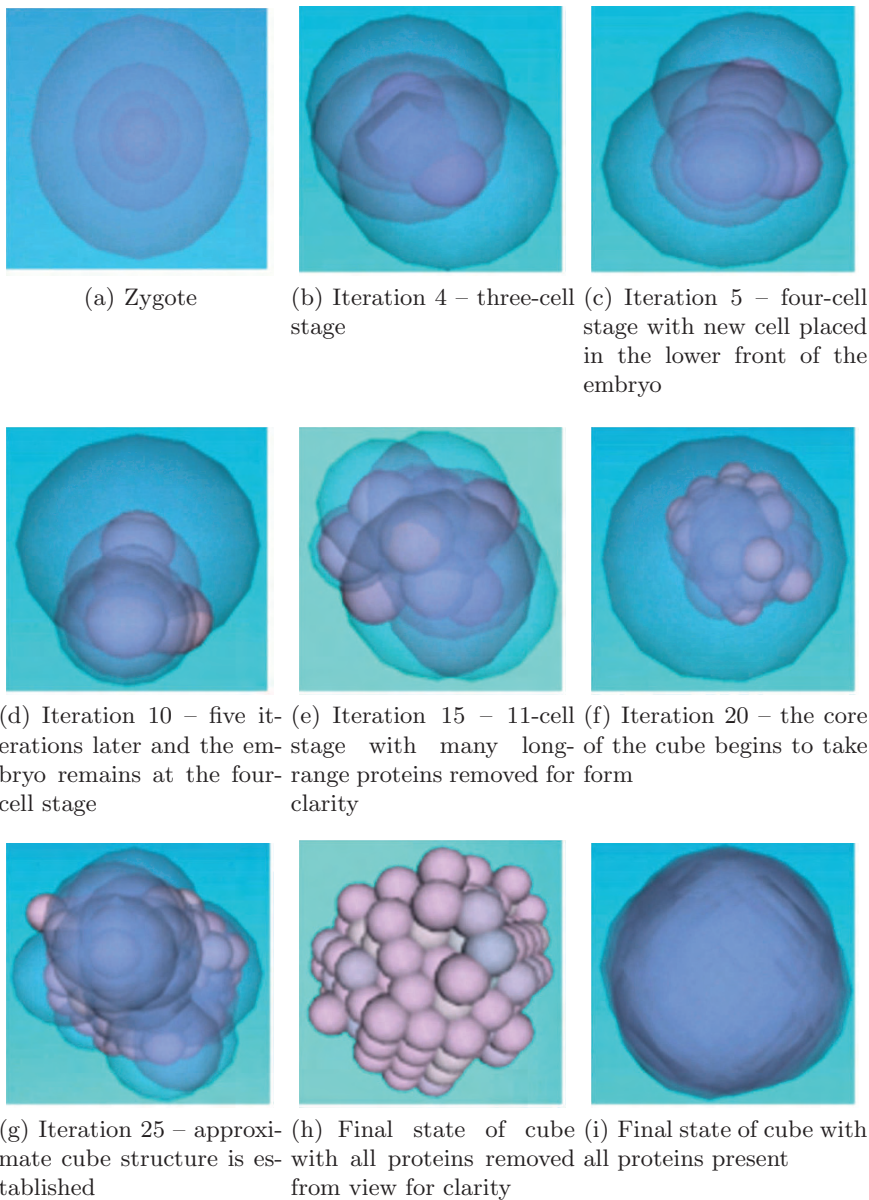 (a) Zygote
(b) Iteration 4 – three-cell
stage
(c) Iteration 5 – four-cell
stage with new cell placed
in the lower front of the
embryo
(d) Iteration 10 – five it-
erations later and the em-
bryo remains at the four-
cell stage
(e) Iteration 15 – 11-cell
stage with many long-
range proteins removed for
clarity
(f) Iteration 20 – the core
of the cube begins to take
form
(g) Iteration 25 – approxi-
mate cube structure is es-
tablished
(h) Final state of cube
with all proteins removed
from view for clarity
(i) Final state of cube with
all proteins present